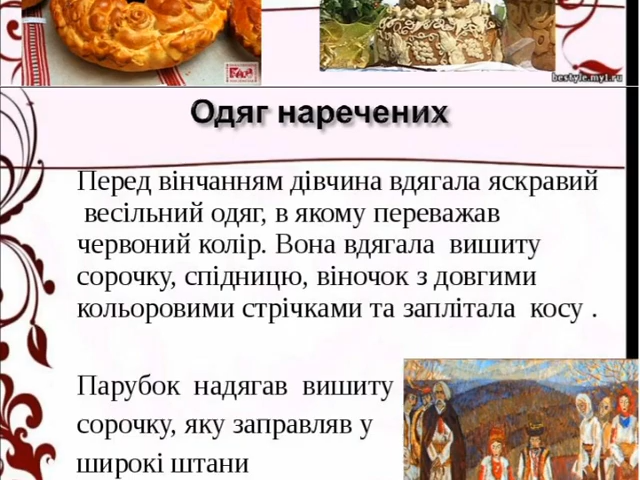 bestyle.my1.ru
Одяг наречених
Перед вінчанням дівчина вдягала яскравий
весільний одяг, в якому переважав
червоний колір. Вона вдягала вишиту
сорочку, спідницю, віночок з довгими
кольоровими стрічками та заплітала косу .
Парубок надягав вишиту
сорочку, яку заправляв у
широкі штани